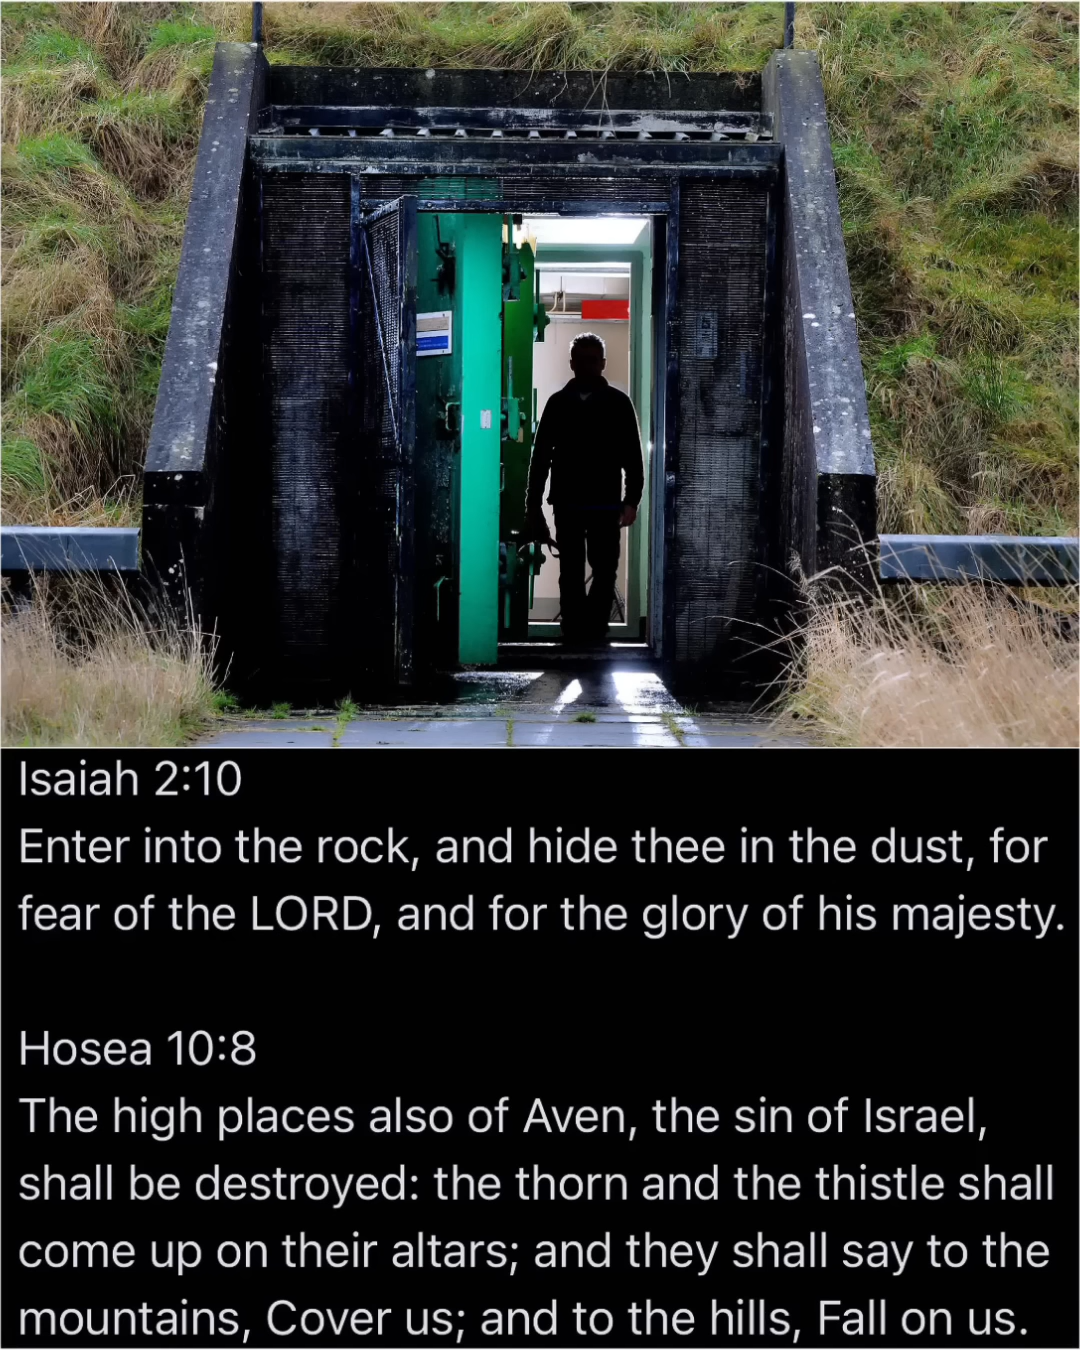 Isaiah 2:10
Enter into the rock, and hide thee in the dust, for
fear of the LORD, and for the glory of his majesty.
Hosea 10:8
The high places also of Aven, the sin of Israel,
shall be destroyed: the thorn and the thistle shall
come up on their altars; and they shall say to the
mountains, Cover us; and to the hills, Fall on us.